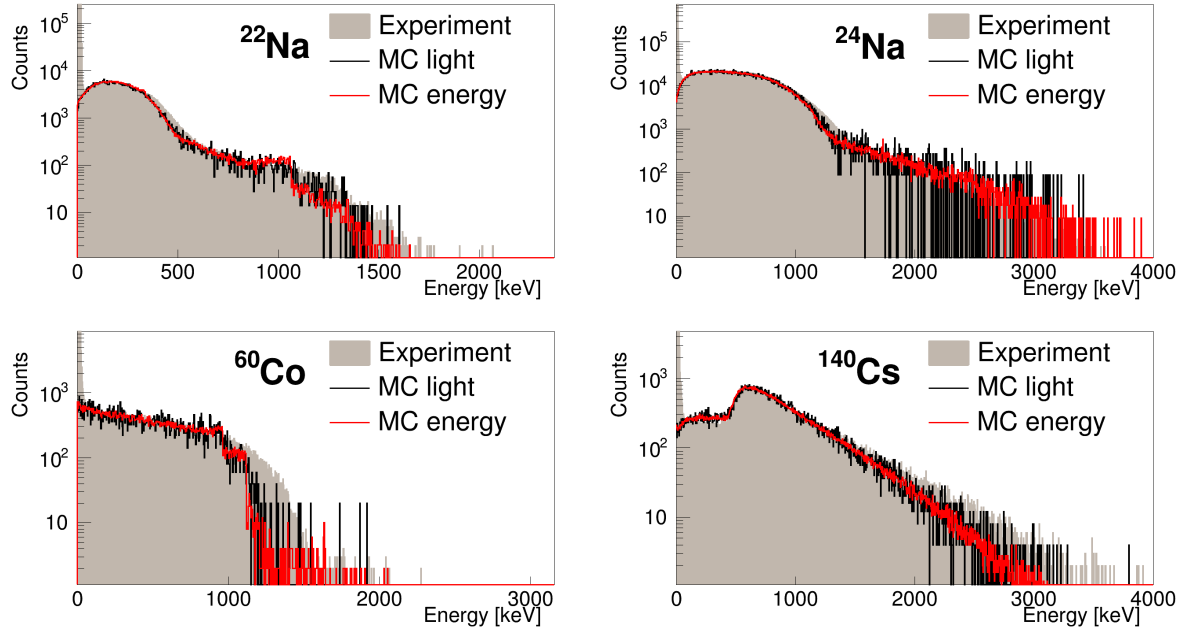 ²²Na
Experiment
MC light
MC energy
Counts
10⁵
10⁴
10³
10²
10
0 500 1000 1500 2000
Energy [keV]
²⁴Na
Experiment
MC light
MC energy
Counts
10⁵
10⁴
10³
10²
10
0 1000 2000 3000 4000
Energy [keV]
⁶⁰Co
Experiment
MC light
MC energy
Counts
10³
10²
10
0 1000 2000 3000
Energy [keV]
¹⁴⁰Cs
Experiment
MC light
MC energy
Counts
10³
10²
10
0 1000 2000 3000 4000
Energy [keV]